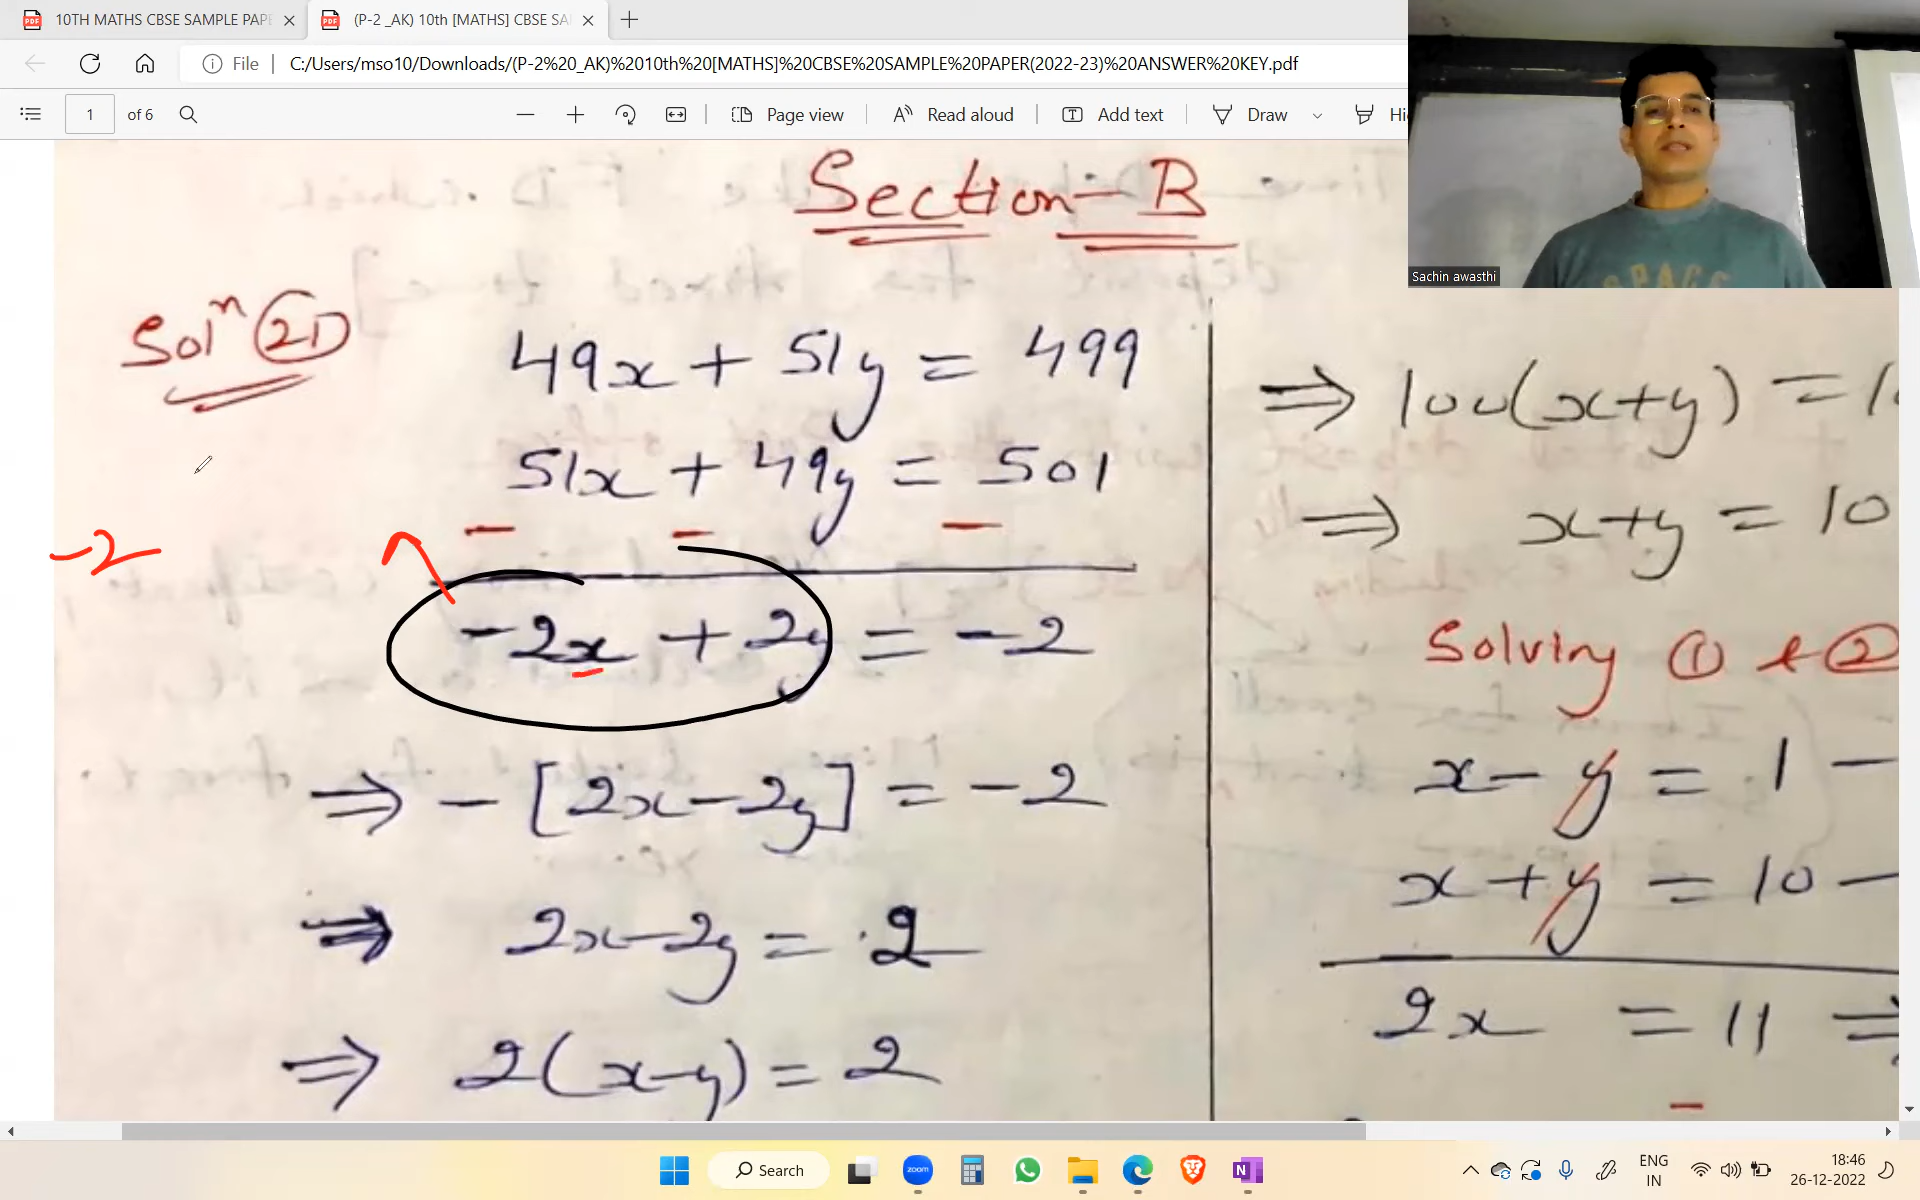 10TH MATHS CBSE SAMPLE PAP
(P-2 _AK) 10th [MATHS] CBSE SA
File
C:/Users/mso10/Downloads/(P-2%20_AK)%2010th%20[MATHS]%20CBSE%20SAMPLE%20PAPER(2022-23)%20ANSWER%20KEY.pdf
1 of 6
Page view
Read aloud
Add text
Draw
Sachin awasthi
Section-B
Solⁿ 21
49x + 51y = 499
51x + 49y = 501
- - -
-2
-2x + 2y = -2
⇒ -[2x-2y] = -2
⇒ 2x-2y = 2
⇒ 2(x-y) = 2
⇒ 100(x+y) =
⇒ x+y = 10
Solving ① & ②
x - y = 1 -
x + y = 10 -
2x = 11 ⇒
Search
zoom
ENG
IN
18:46
26-12-2022